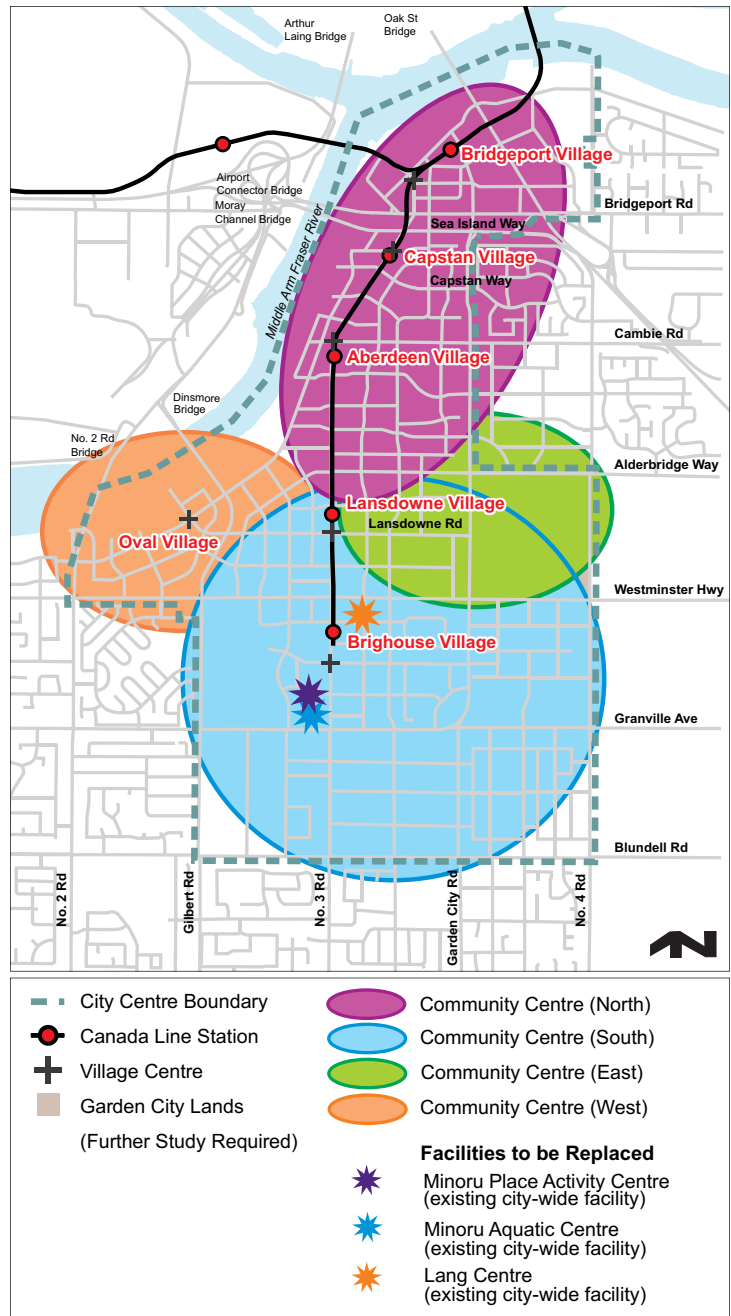 Arthur
Laing Bridge
Oak St
Bridge
Bridgeport Village
Airport
Connector Bridge
Moray
Channel Bridge
Bridgeport Rd
Sea Island Way
Middle Arm Fraser River
Capstan Village
Capstan Way
Cambie Rd
Aberdeen Village
Dinsmore
Bridge
No. 2 Rd
Bridge
Alderbridge Way
Lansdowne Village
Lansdowne Rd
Oval Village
Westminster Hwy
Brighouse Village
Granville Ave
Blundell Rd
No. 2 Rd
Gilbert Rd
No. 3 Rd
Garden City Rd
No. 4 Rd
N
City Centre Boundary
Canada Line Station
Village Centre
Garden City Lands
(Further Study Required)
Community Centre (North)
Community Centre (South)
Community Centre (East)
Community Centre (West)
Facilities to be Replaced
Minoru Place Activity Centre
(existing city-wide facility)
Minoru Aquatic Centre
(existing city-wide facility)
Lang Centre
(existing city-wide facility)